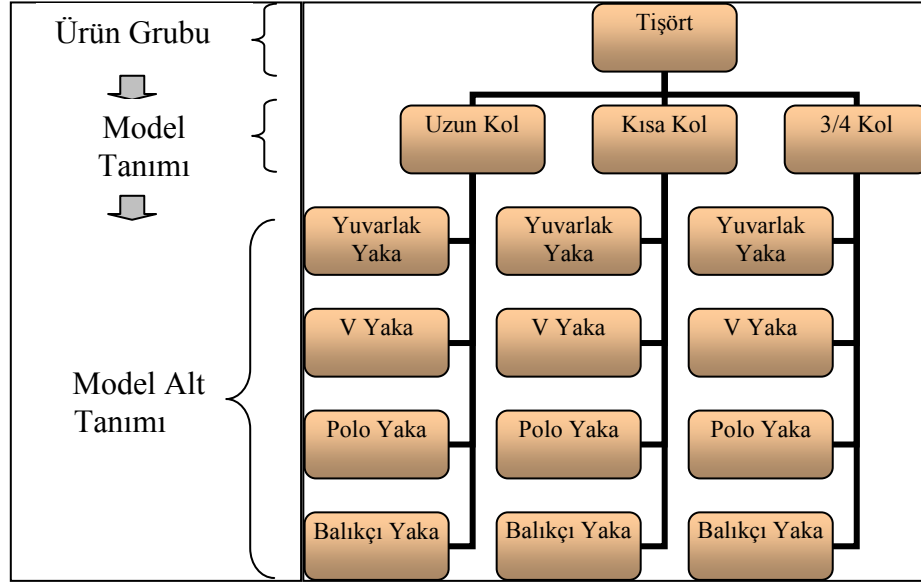 Ürün Grubu
Tişört
Model
Tanımı
Uzun Kol
Kısa Kol
3/4 Kol
Model Alt
Tanımı
Yuvarlak
Yaka
Yuvarlak
Yaka
Yuvarlak
Yaka
V Yaka
V Yaka
V Yaka
Polo Yaka
Polo Yaka
Polo Yaka
Balıkçı Yaka
Balıkçı Yaka
Balıkçı Yaka